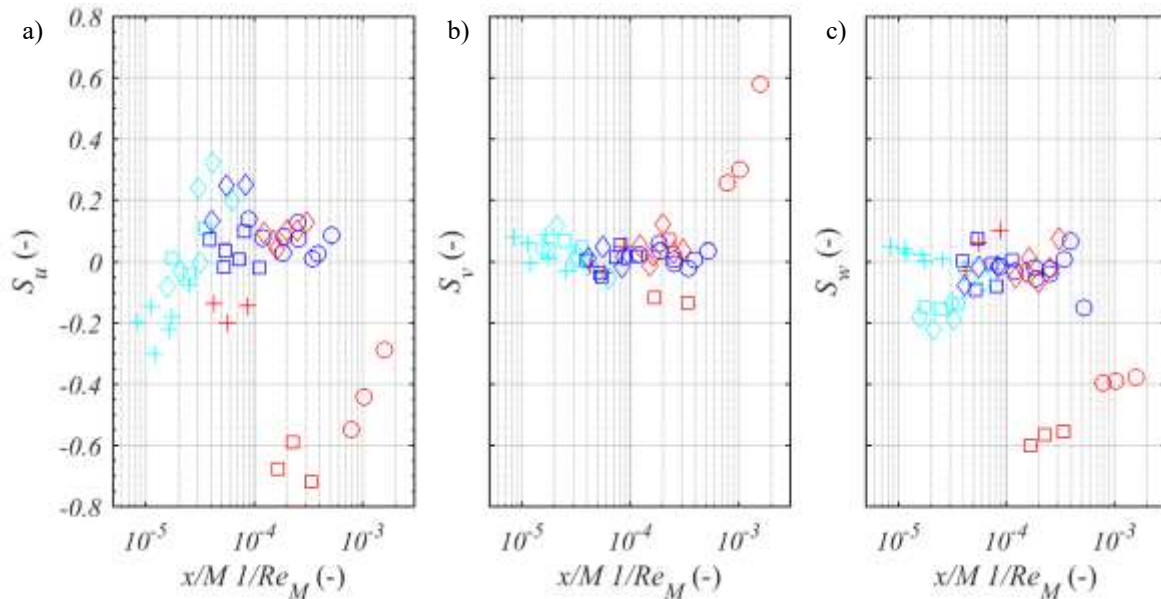 a)
b)
c)
0.8
0.6
0.4
0.2
0
-0.2
-0.4
-0.6
-0.8
S_u (-)
S_v (-)
S_w (-)
10^-5 10^-4 10^-3
10^-5 10^-4 10^-3
10^-5 10^-4 10^-3
x/M 1/Re_M (-)
x/M 1/Re_M (-)
x/M 1/Re_M (-)